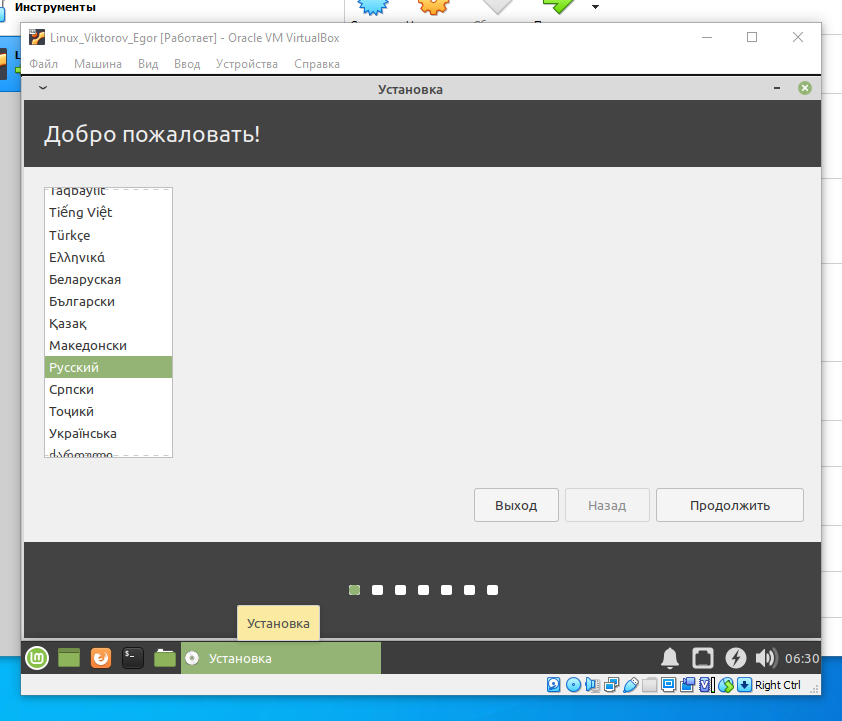 Инструменты
Linux_Viktorov_Egor [Работает] - Oracle VM VirtualBox
Файл Машина Вид Ввод Устройства Справка
Установка
Добро пожаловать!
Taqbaylit
Tiếng Việt
Türkçe
Ελληνικά
Беларуская
Български
Қазақ
Македонски
Русский
Српски
Тоҷикӣ
Українська
ქართული
Выход Назад Продолжить
Установка
Установка 06:30
Right Ctrl